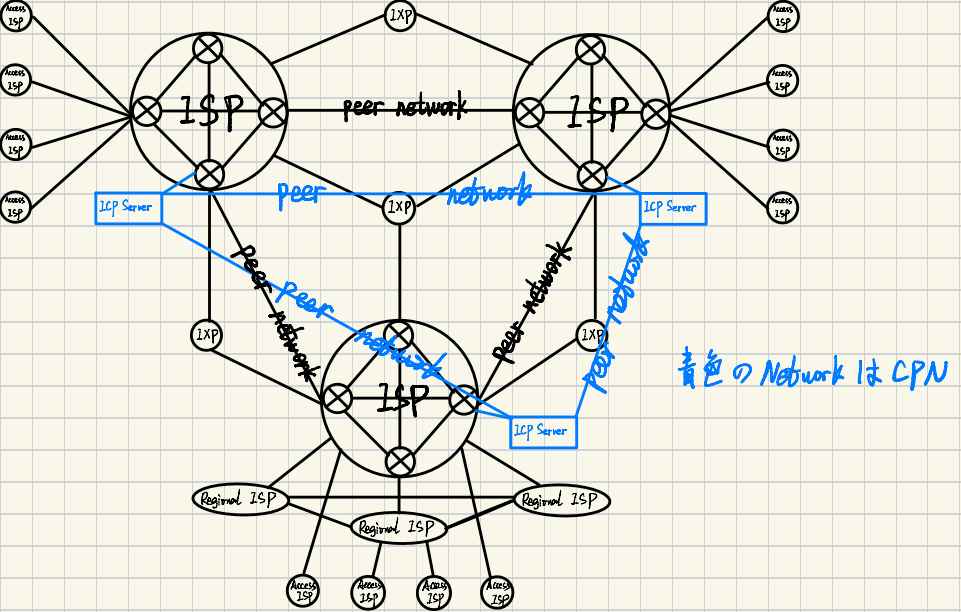 IXP
Access ISP
Access ISP
Access ISP
Access ISP
ISP
peer network
ISP
Access ISP
Access ISP
Access ISP
Access ISP
ICP Server
peer network
IXP
ICP Server
peer network
peer network
peer network
peer network
IXP
IXP
ISP
ICP Server
青色のNetworkはCPN
Regional ISP
Regional ISP
Regional ISP
Access ISP
Access ISP
Access ISP
Access ISP